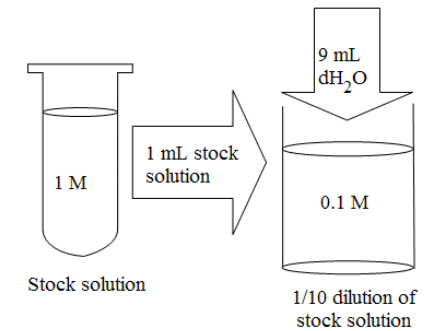 9 mL
dH2O
1 mL stock
solution
1 M
0.1 M
Stock solution
1/10 dilution of
stock solution